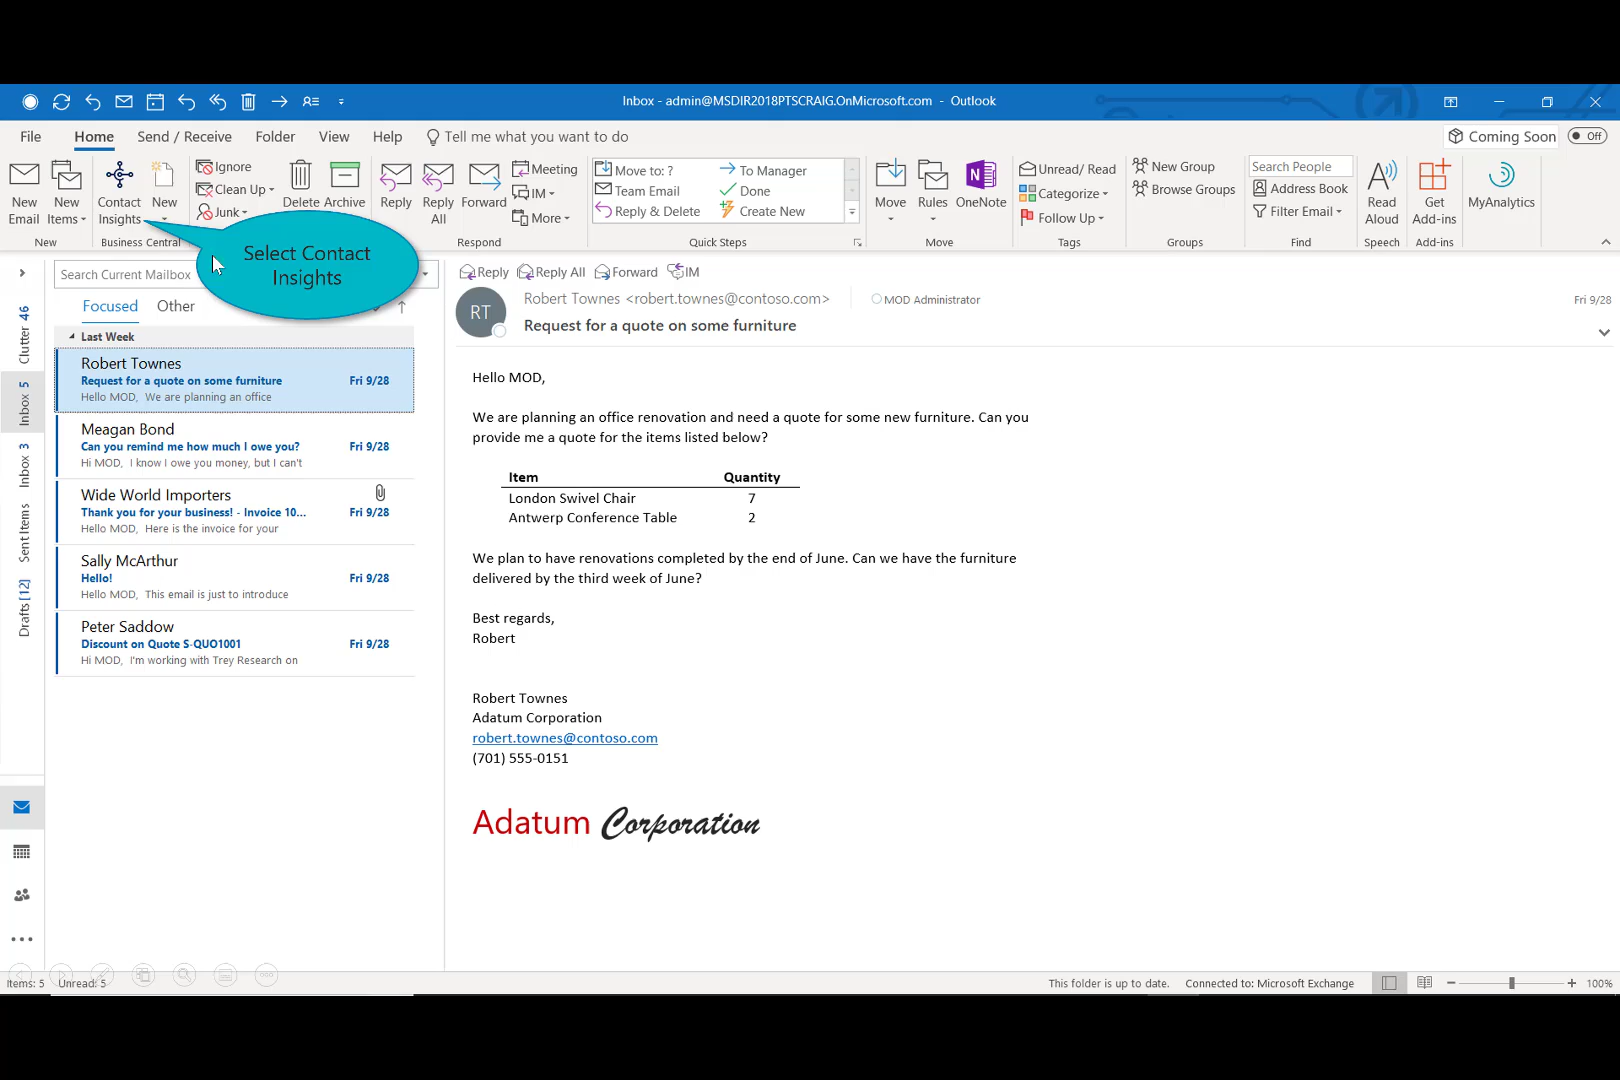 Inbox - admin@MSDIR2018PTSCRAIG.OnMicrosoft.com - Outlook
File Home Send / Receive Folder View Help Tell me what you want to do Coming Soon Off
New Email
New Items
New
Contact Insights
New
Business Central
Ignore
Clean Up
Junk
Delete
Archive
Reply
Reply All
Forward
Meeting
IM
More
Respond
Move to: ?
Team Email
Reply & Delete
To Manager
Done
Create New
Quick Steps
Move
Rules
OneNote
Move
Unread/ Read
Categorize
Follow Up
Tags
New Group
Browse Groups
Groups
Search People
Address Book
Filter Email
Find
Read Aloud
Speech
Get Add-ins
Add-ins
MyAnalytics
Select Contact
Insights
Search Current Mailbox
Focused Other
Last Week
Robert Townes
Request for a quote on some furniture Fri 9/28
Hello MOD, We are planning an office
Meagan Bond
Can you remind me how much I owe you? Fri 9/28
Hi MOD, I know I owe you money, but I can't
Wide World Importers
Thank you for your business! - Invoice 10... Fri 9/28
Hello MOD, Here is the invoice for your
Sally McArthur
Hello! Fri 9/28
Hello MOD, This email is just to introduce
Peter Saddow
Discount on Quote S-QUO1001 Fri 9/28
Hi MOD, I'm working with Trey Research on
Clutter 46
Inbox 5
Inbox 3
Sent Items
Drafts [12]
Reply Reply All Forward IM
RT
Robert Townes <robert.townes@contoso.com> MOD Administrator Fri 9/28
Request for a quote on some furniture
Hello MOD,
We are planning an office renovation and need a quote for some new furniture. Can you
provide me a quote for the items listed below?
Item Quantity
London Swivel Chair 7
Antwerp Conference Table 2
We plan to have renovations completed by the end of June. Can we have the furniture
delivered by the third week of June?
Best regards,
Robert
Robert Townes
Adatum Corporation
robert.townes@contoso.com
(701) 555-0151
Adatum Corporation
Items: 5 Unread: 5 This folder is up to date. Connected to: Microsoft Exchange 100%